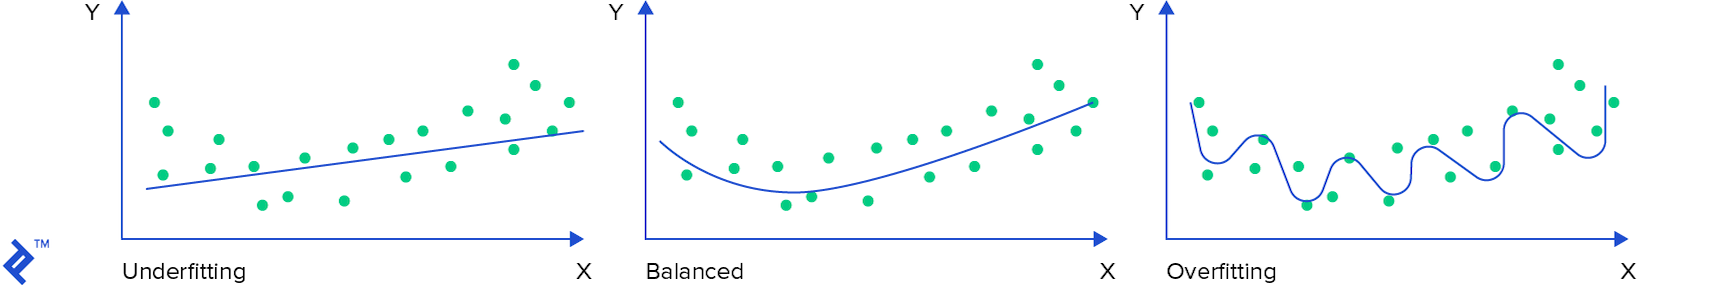 Y
Y
Y
TM
Underfitting
X
Balanced
X
Overfitting
X